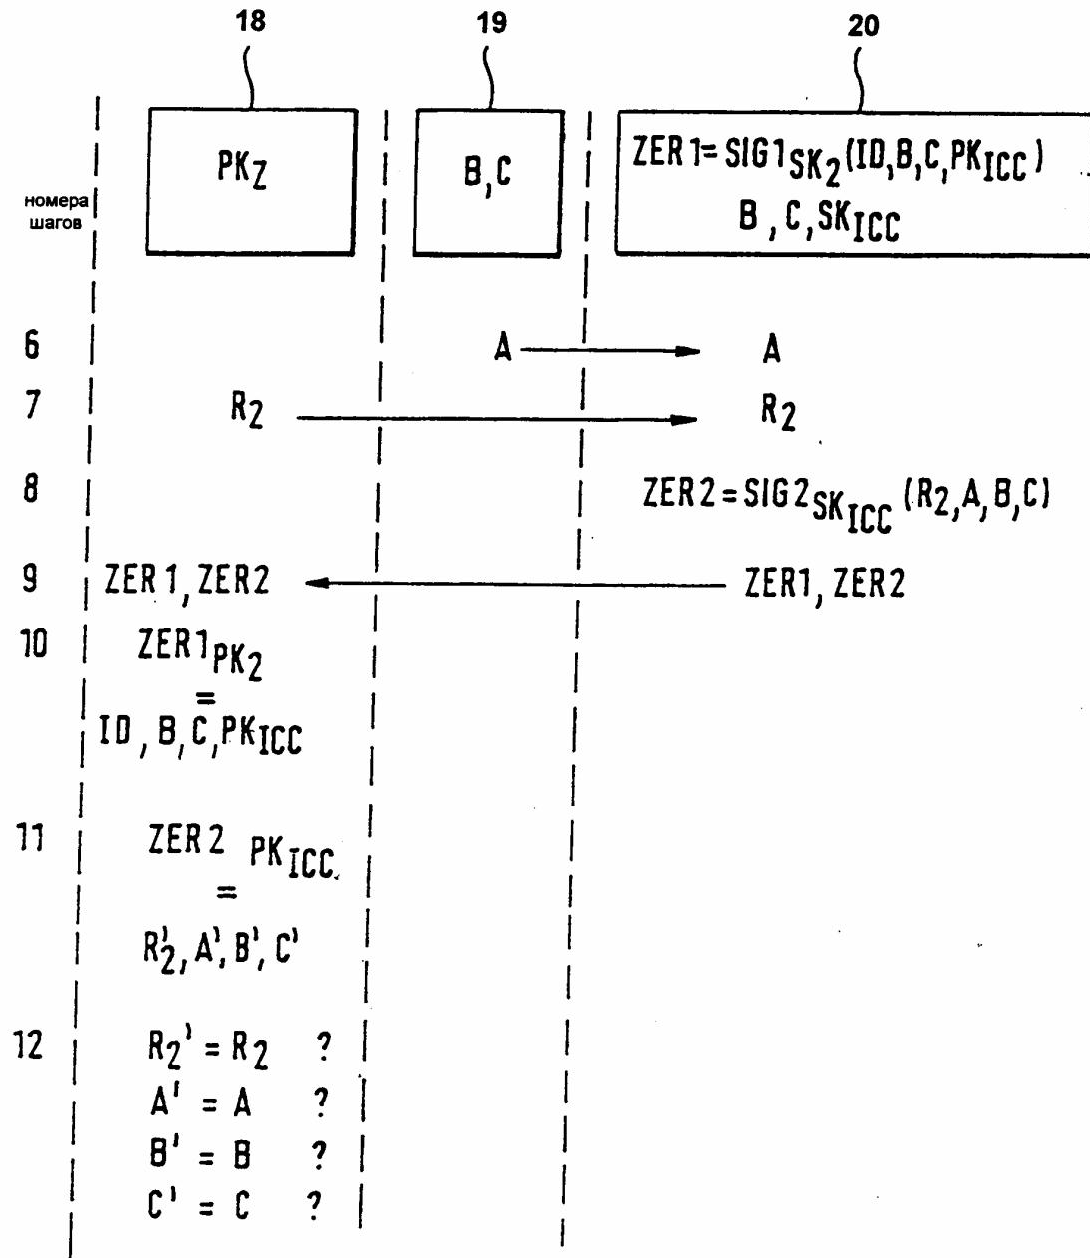 18 19 20
PKZ B,C ZER1=SIG1SK2(ID,B,C,PKICC)
B,C,SKICC
номера
шагов
6 A A
7 R2 R2
8 ZER2=SIG2SKICC(R2,A,B,C)
9 ZER1,ZER2 ZER1,ZER2
10 ZER1PK2
=
ID,B,C,PKICC
11 ZER2 PKICC
=
R2',A',B',C'
12 R2' = R2 ?
A' = A ?
B' = B ?
C' = C ?